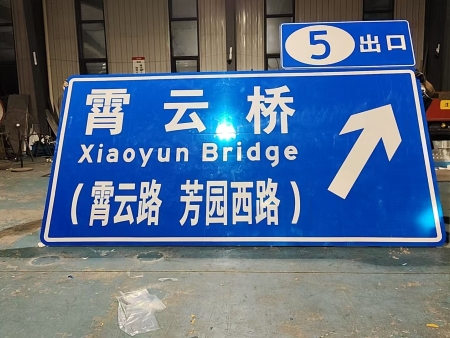 5 出口
霄云桥
Xiaoyun Bridge
(霄云路 芳园西路)